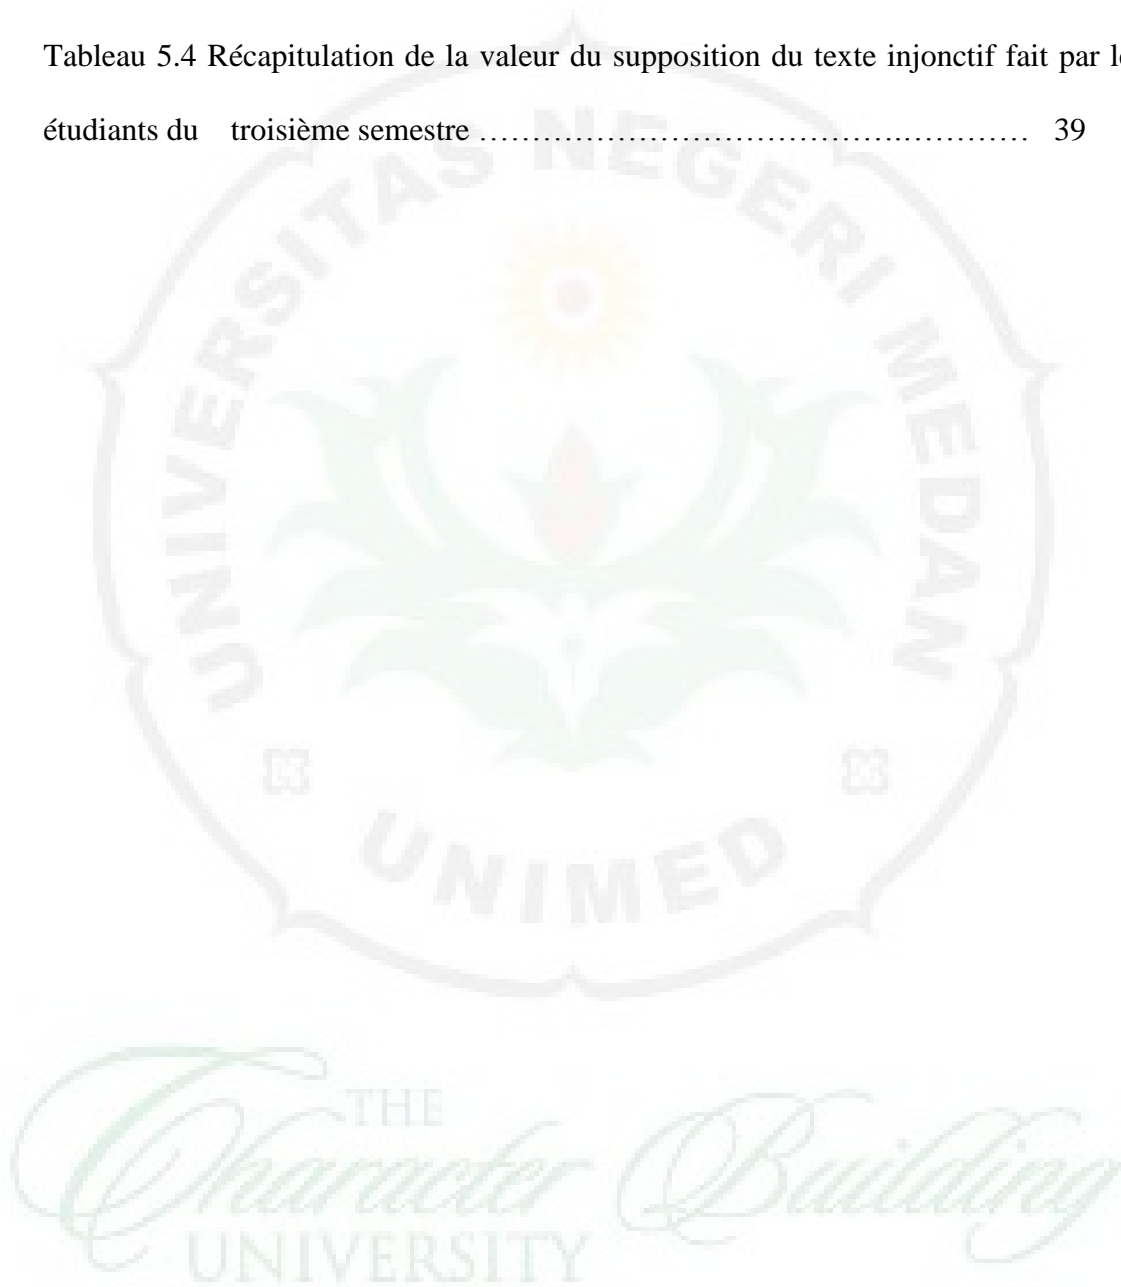 Tableau 5.4 Récapitulation de la valeur du supposition du texte injonctif fait par
étudiants du troisième semestre ………………………………………… 39
UNIVERSITAS NEGERI MEDAN
UNIMED
THE
Character Building
UNIVERSITY